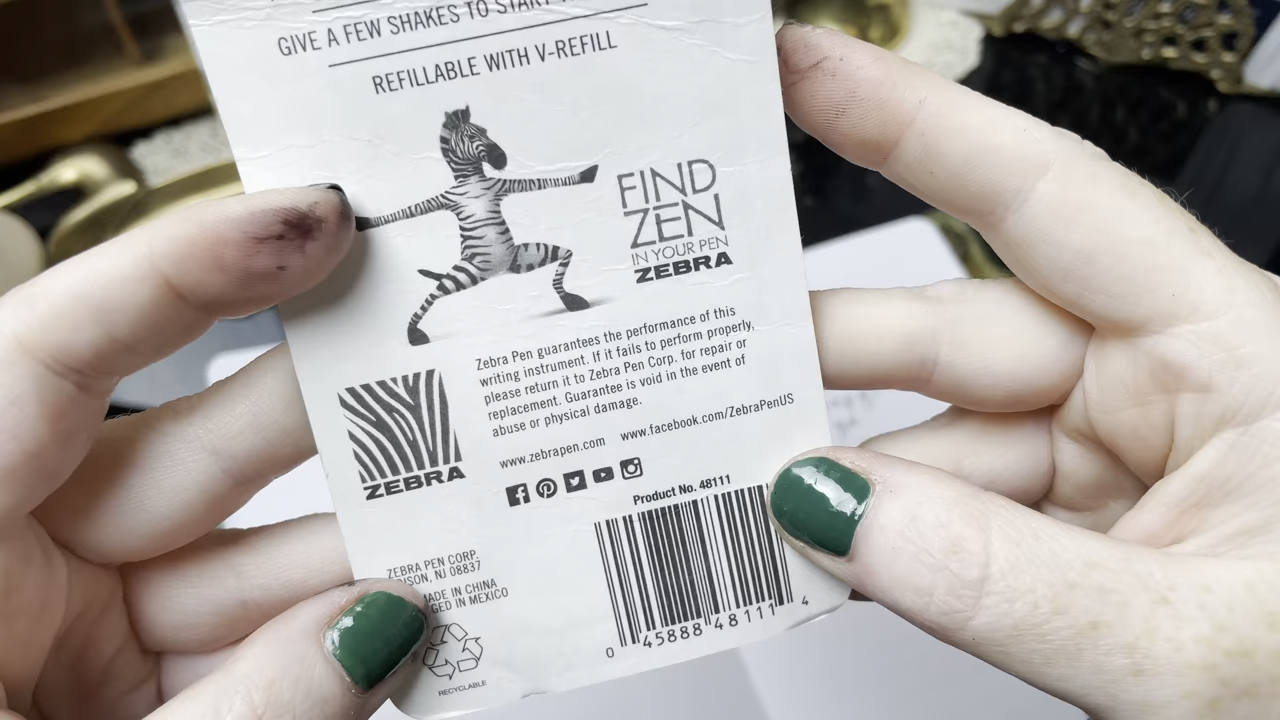 GIVE A FEW SHAKES TO START
REFILLABLE WITH V-REFILL
FIND
ZEN
IN YOUR PEN
ZEBRA
Zebra Pen guarantees the performance of this
writing instrument. If it fails to perform properly,
please return it to Zebra Pen Corp. for repair or
replacement. Guarantee is void in the event of
abuse or physical damage.
www.zebrapen.com www.facebook.com/ZebraPenUS
ZEBRA
Product No. 48111
0 45888 48111 4
ZEBRA PEN CORP.
ISON, NJ 08837
MADE IN CHINA
GED IN MEXICO
RECYCLABLE